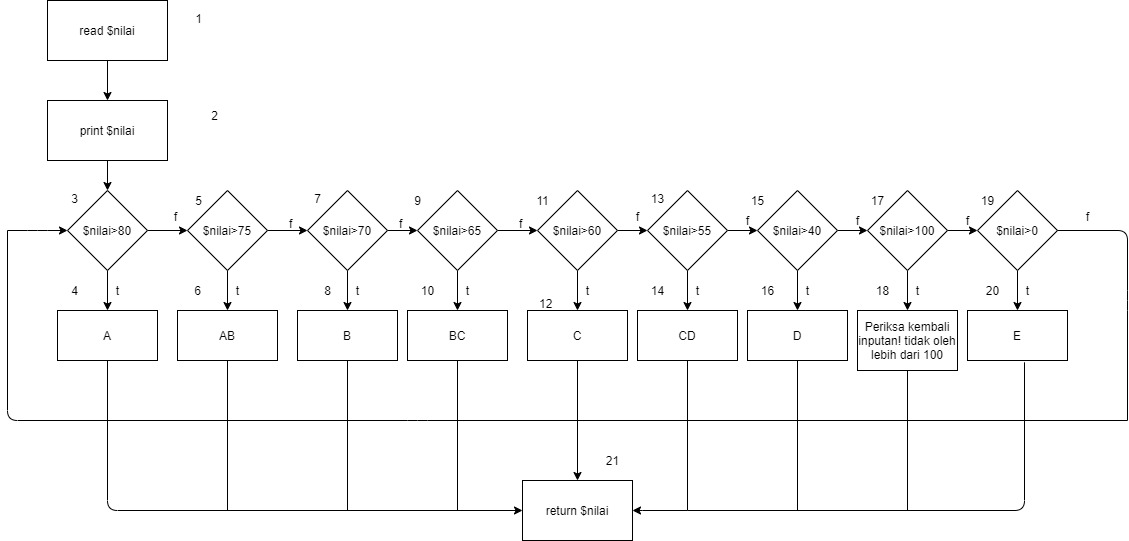 read $nilai
1
print $nilai
2
3
$nilai>80
f
5
$nilai>75
f
7
$nilai>70
f
9
$nilai>65
f
11
$nilai>60
f
13
$nilai>55
f
15
$nilai>40
f
17
$nilai>100
f
19
$nilai>0
f
4
t
6
t
8
t
10
t
12
t
14
t
16
t
18
t
20
t
A
AB
B
BC
C
CD
D
Periksa kembali
inputan! tidak oleh
lebih dari 100
E
21
return $nilai